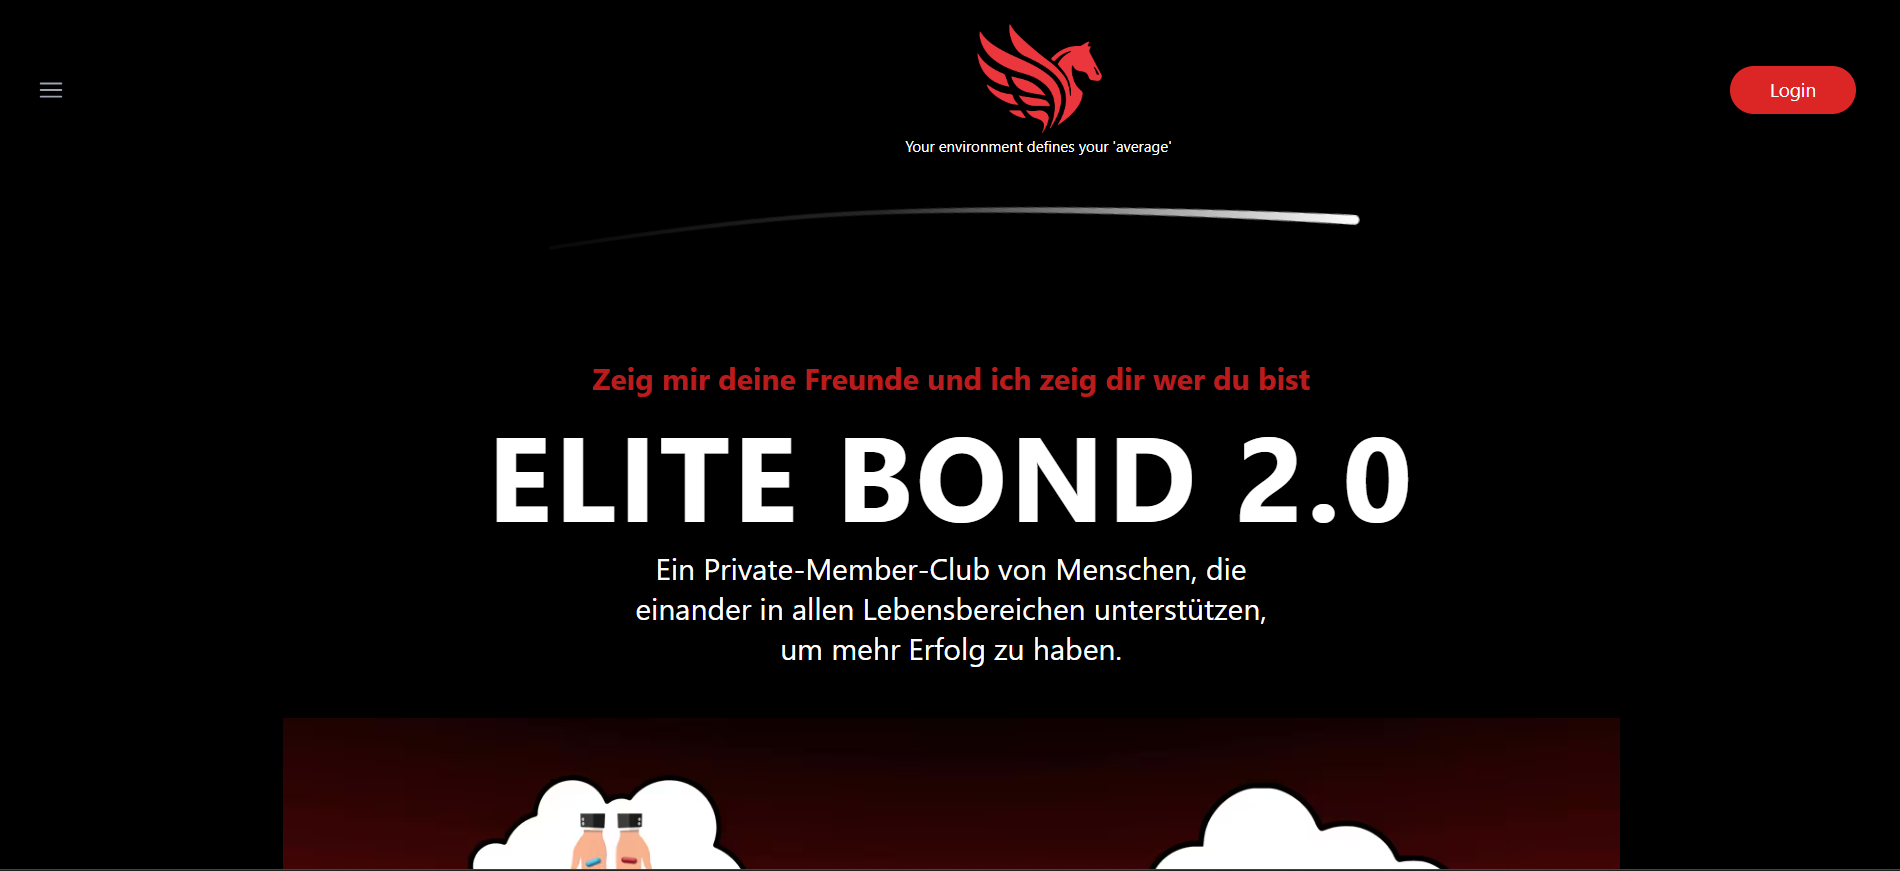 Your environment defines your 'average'
Login
Zeig mir deine Freunde und ich zeig dir wer du bist
ELITE BOND 2.0
Ein Private-Member-Club von Menschen, die
einander in allen Lebensbereichen unterstützen,
um mehr Erfolg zu haben.